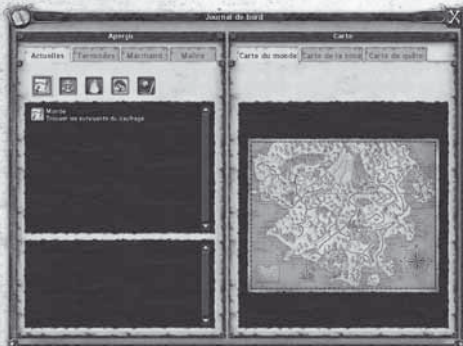 Journal de bord
Aperçu
Actuelles
Terminées
Marchand
Maître
Monde
Trouver les survivants du naufrage
Carte
Carte du monde
Carte de la zone
Carte de quête